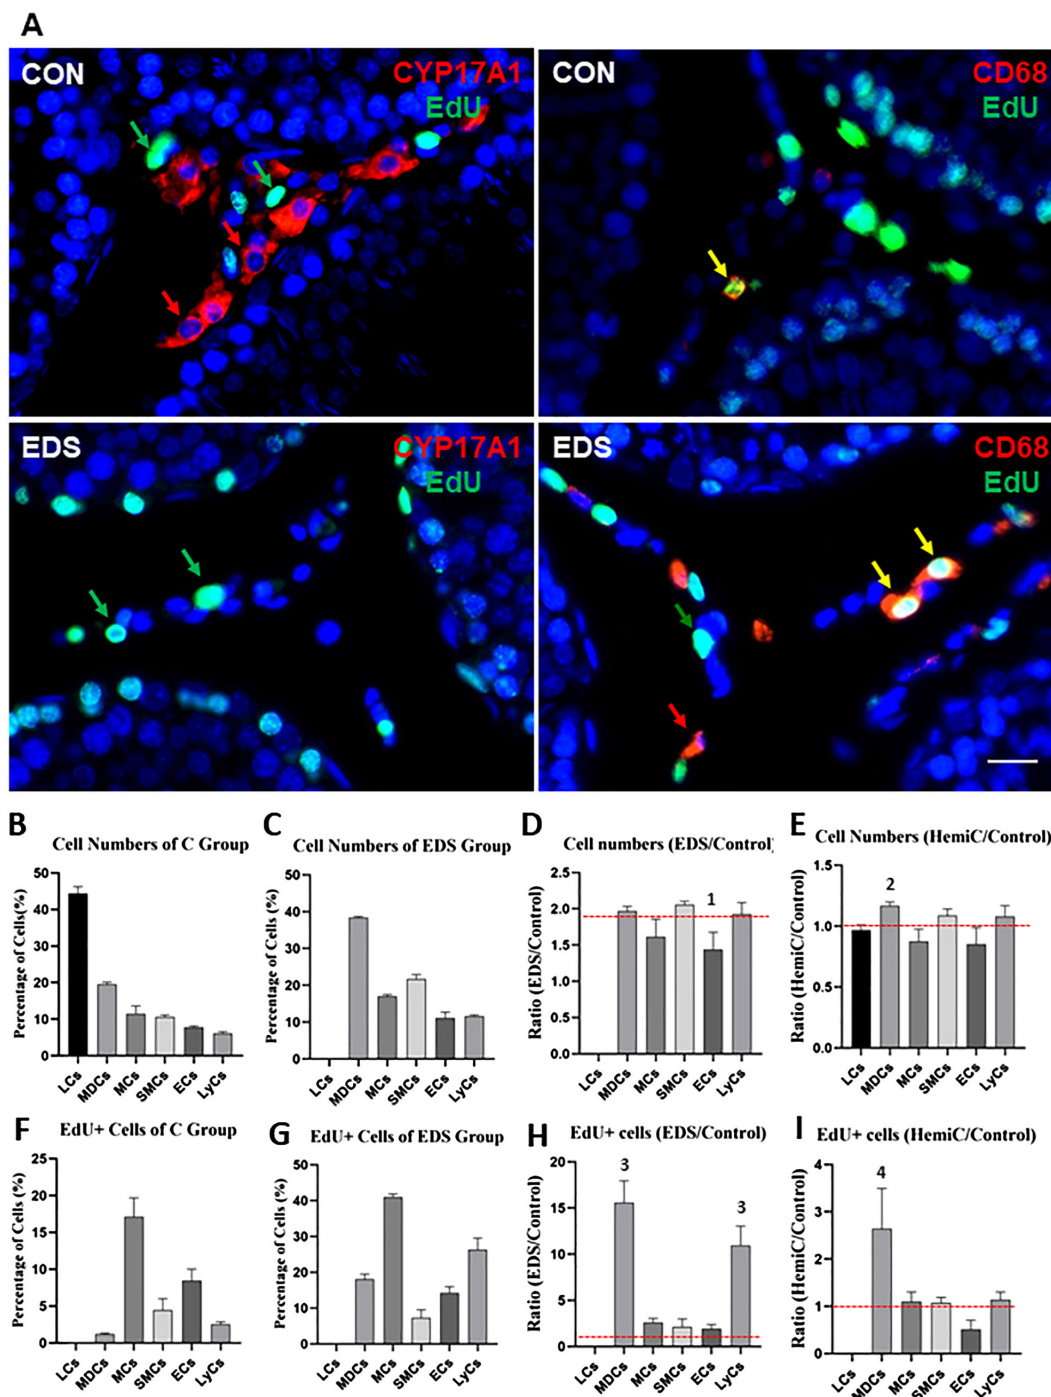 A
CON
CYP17A1
EdU
CON
CD68
EdU
EDS
CYP17A1
EdU
EDS
CD68
EdU
B
Cell Numbers of C Group
Percentage of Cells(%)
50
40
30
20
10
0
LCs
MDCs
MCs
SMCs
ECs
LyCs
C
Cell Numbers of EDS Group
Percentage of Cells(%)
50
40
30
20
10
0
LCs
MDCs
MCs
SMCs
ECs
LyCs
D
Cell numbers (EDS/Control)
Ratio (EDS/Control)
2.5
2.0
1.5
1.0
0.5
0.0
1
LCs
MDCs
MCs
SMCs
ECs
LyCs
E
Cell Numbers (HemiC/Control)
Ratio (HemiC/Control)
1.5
1.0
0.5
0.0
2
LCs
MDCs
MCs
SMCs
ECs
LyCs
F
EdU+ Cells of C Group
Percentage of Cells (%)
25
20
15
10
5
0
LCs
MDCs
MCs
SMCs
ECs
LyCs
G
EdU+ Cells of EDS Group
Percentage of Cells (%)
50
40
30
20
10
0
LCs
MDCs
MCs
SMCs
ECs
LyCs
H
EdU+ cells (EDS/Control)
Ratio (EDS/Control)
20
15
10
5
0
3
3
LCs
MDCs
MCs
SMCs
ECs
LyCs
I
EdU+ cells (HemiC/Control)
Ratio (HemiC/Control)
4
3
2
1
0
4
LCs
MDCs
MCs
SMCs
ECs
LyCs